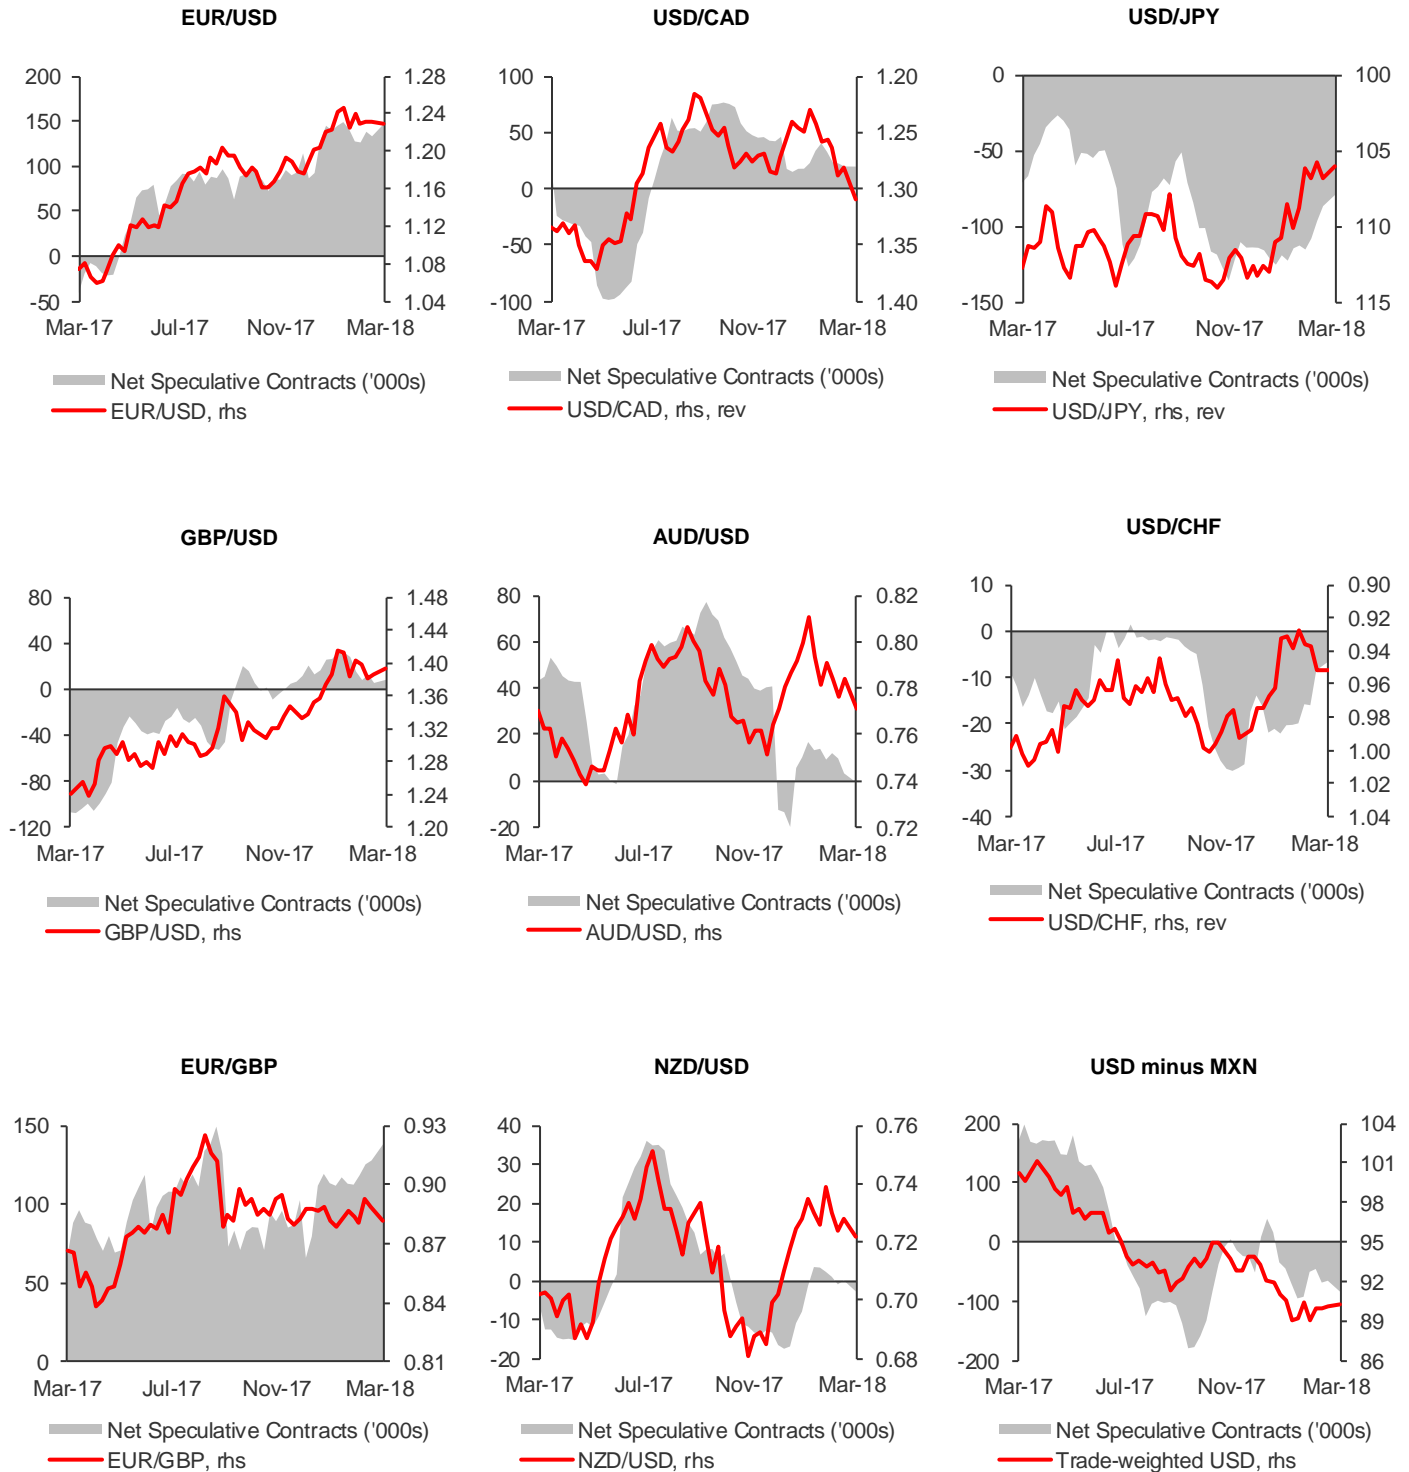 EUR/USD
200
150
100
50
0
-50
1.28
1.24
1.20
1.16
1.12
1.08
1.04
Mar-17 Jul-17 Nov-17 Mar-18
Net Speculative Contracts ('000s)
EUR/USD, rhs
USD/CAD
100
50
0
-50
-100
1.20
1.25
1.30
1.35
1.40
Mar-17 Jul-17 Nov-17 Mar-18
Net Speculative Contracts ('000s)
USD/CAD, rhs, rev
USD/JPY
0
-50
-100
-150
100
105
110
115
Mar-17 Jul-17 Nov-17 Mar-18
Net Speculative Contracts ('000s)
USD/JPY, rhs, rev
GBP/USD
80
40
0
-40
-80
-120
1.48
1.44
1.40
1.36
1.32
1.28
1.24
1.20
Mar-17 Jul-17 Nov-17 Mar-18
Net Speculative Contracts ('000s)
GBP/USD, rhs
AUD/USD
80
60
40
20
0
-20
0.82
0.80
0.78
0.76
0.74
0.72
Mar-17 Jul-17 Nov-17 Mar-18
Net Speculative Contracts ('000s)
AUD/USD, rhs
USD/CHF
10
0
-10
-20
-30
-40
0.90
0.92
0.94
0.96
0.98
1.00
1.02
1.04
Mar-17 Jul-17 Nov-17 Mar-18
Net Speculative Contracts ('000s)
USD/CHF, rhs, rev
EUR/GBP
150
100
50
0
0.93
0.90
0.87
0.84
0.81
Mar-17 Jul-17 Nov-17 Mar-18
Net Speculative Contracts ('000s)
EUR/GBP, rhs
NZD/USD
40
30
20
10
0
-10
-20
0.76
0.74
0.72
0.70
0.68
Mar-17 Jul-17 Nov-17 Mar-18
Net Speculative Contracts ('000s)
NZD/USD, rhs
USD minus MXN
200
100
0
-100
-200
104
101
98
95
92
89
86
Mar-17 Jul-17 Nov-17 Mar-18
Net Speculative Contracts ('000s)
Trade-weighted USD, rhs